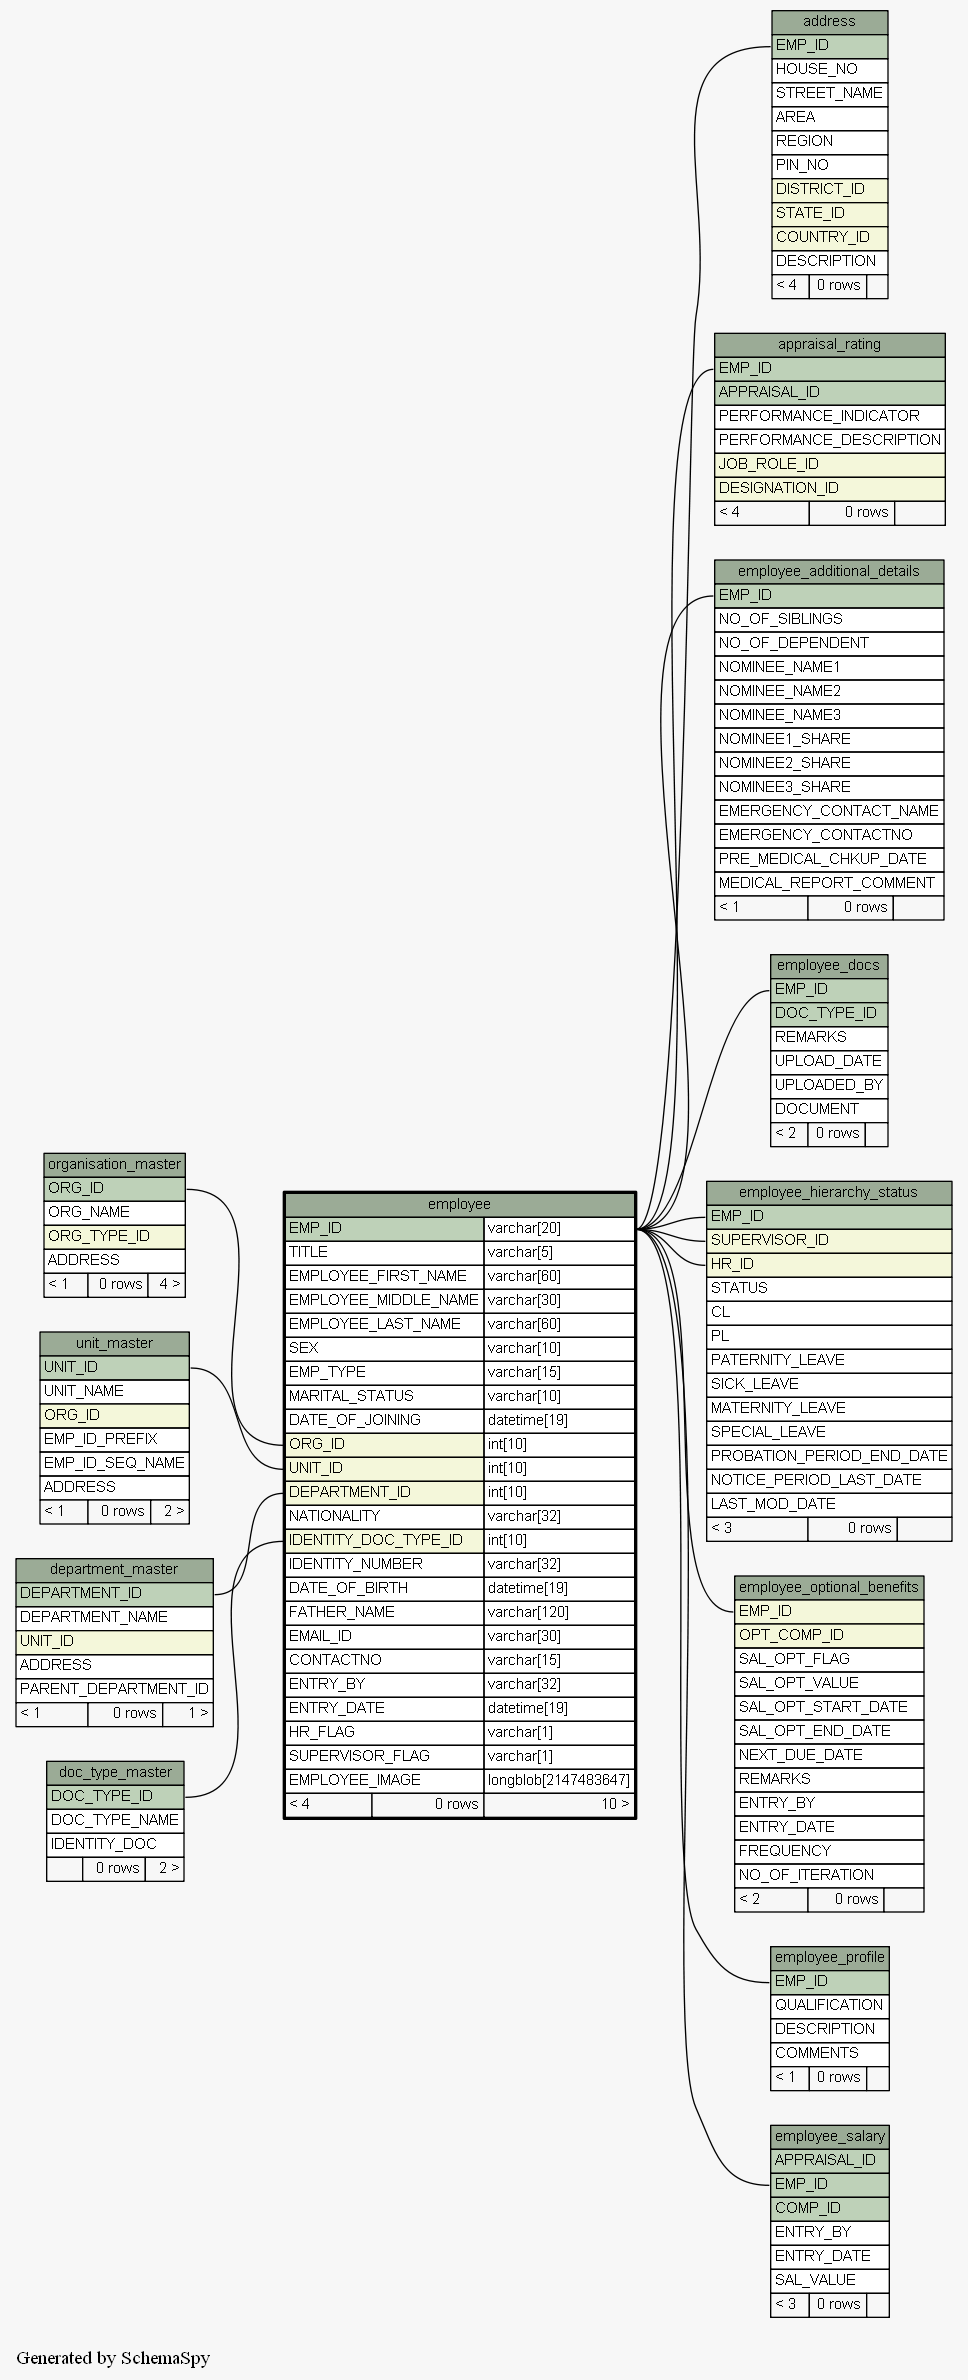 address
EMP_ID
HOUSE_NO
STREET_NAME
AREA
REGION
PIN_NO
DISTRICT_ID
STATE_ID
COUNTRY_ID
DESCRIPTION
< 4 0 rows
appraisal_rating
EMP_ID
APPRAISAL_ID
PERFORMANCE_INDICATOR
PERFORMANCE_DESCRIPTION
JOB_ROLE_ID
DESIGNATION_ID
< 4 0 rows
employee_additional_details
EMP_ID
NO_OF_SIBLINGS
NO_OF_DEPENDENT
NOMINEE_NAME1
NOMINEE_NAME2
NOMINEE_NAME3
NOMINEE1_SHARE
NOMINEE2_SHARE
NOMINEE3_SHARE
EMERGENCY_CONTACT_NAME
EMERGENCY_CONTACTNO
PRE_MEDICAL_CHKUP_DATE
MEDICAL_REPORT_COMMENT
< 1 0 rows
employee_docs
EMP_ID
DOC_TYPE_ID
REMARKS
UPLOAD_DATE
UPLOADED_BY
DOCUMENT
< 2 0 rows
organisation_master
ORG_ID
ORG_NAME
ORG_TYPE_ID
ADDRESS
< 1 0 rows 4 >
unit_master
UNIT_ID
UNIT_NAME
ORG_ID
EMP_ID_PREFIX
EMP_ID_SEQ_NAME
ADDRESS
< 1 0 rows 2 >
department_master
DEPARTMENT_ID
DEPARTMENT_NAME
UNIT_ID
ADDRESS
PARENT_DEPARTMENT_ID
< 1 0 rows 1 >
doc_type_master
DOC_TYPE_ID
DOC_TYPE_NAME
IDENTITY_DOC
0 rows 2 >
employee
EMP_ID varchar[20]
TITLE varchar[5]
EMPLOYEE_FIRST_NAME varchar[60]
EMPLOYEE_MIDDLE_NAME varchar[30]
EMPLOYEE_LAST_NAME varchar[60]
SEX varchar[10]
EMP_TYPE varchar[15]
MARITAL_STATUS varchar[10]
DATE_OF_JOINING datetime[19]
ORG_ID int[10]
UNIT_ID int[10]
DEPARTMENT_ID int[10]
NATIONALITY varchar[32]
IDENTITY_DOC_TYPE_ID int[10]
IDENTITY_NUMBER varchar[32]
DATE_OF_BIRTH datetime[19]
FATHER_NAME varchar[120]
EMAIL_ID varchar[30]
CONTACTNO varchar[15]
ENTRY_BY varchar[32]
ENTRY_DATE datetime[19]
HR_FLAG varchar[1]
SUPERVISOR_FLAG varchar[1]
EMPLOYEE_IMAGE longblob[2147483647]
< 4 0 rows 10 >
employee_hierarchy_status
EMP_ID
SUPERVISOR_ID
HR_ID
STATUS
CL
PL
PATERNITY_LEAVE
SICK_LEAVE
MATERNITY_LEAVE
SPECIAL_LEAVE
PROBATION_PERIOD_END_DATE
NOTICE_PERIOD_LAST_DATE
LAST_MOD_DATE
< 3 0 rows
employee_optional_benefits
EMP_ID
OPT_COMP_ID
SAL_OPT_FLAG
SAL_OPT_VALUE
SAL_OPT_START_DATE
SAL_OPT_END_DATE
NEXT_DUE_DATE
REMARKS
ENTRY_BY
ENTRY_DATE
FREQUENCY
NO_OF_ITERATION
< 2 0 rows
employee_profile
EMP_ID
QUALIFICATION
DESCRIPTION
COMMENTS
< 1 0 rows
employee_salary
APPRAISAL_ID
EMP_ID
COMP_ID
ENTRY_BY
ENTRY_DATE
SAL_VALUE
< 3 0 rows
Generated by SchemaSpy